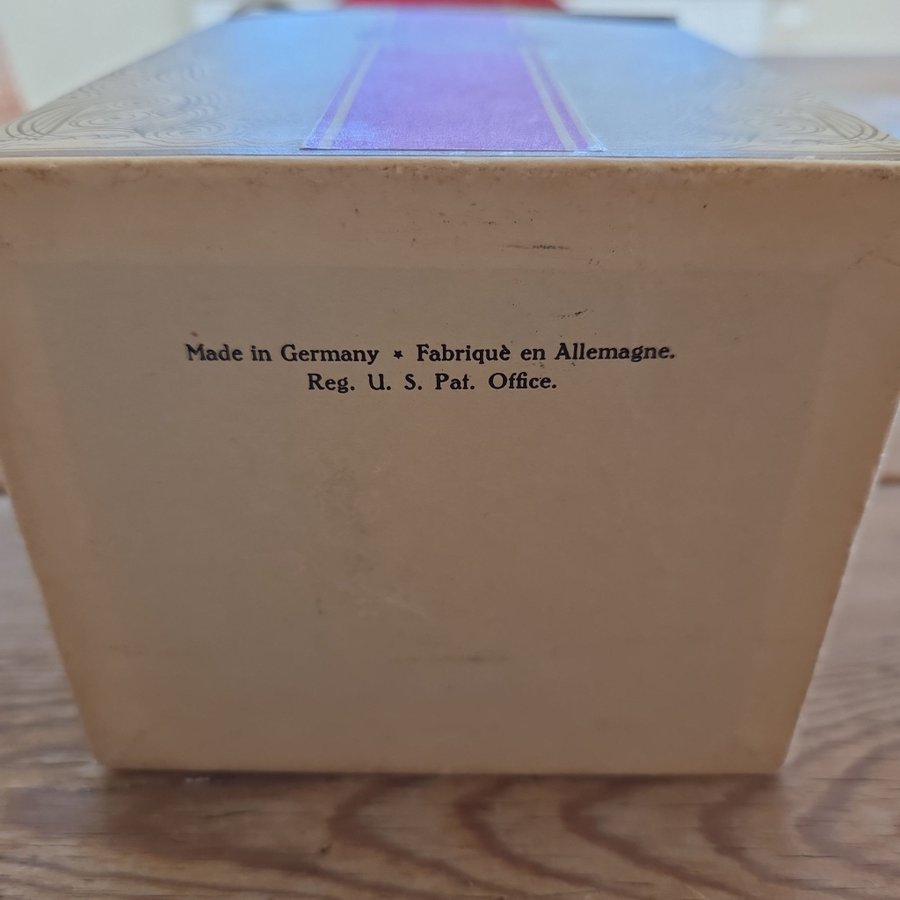 Made in Germany * Fabriquè en Allemagne.
Reg. U. S. Pat. Office.